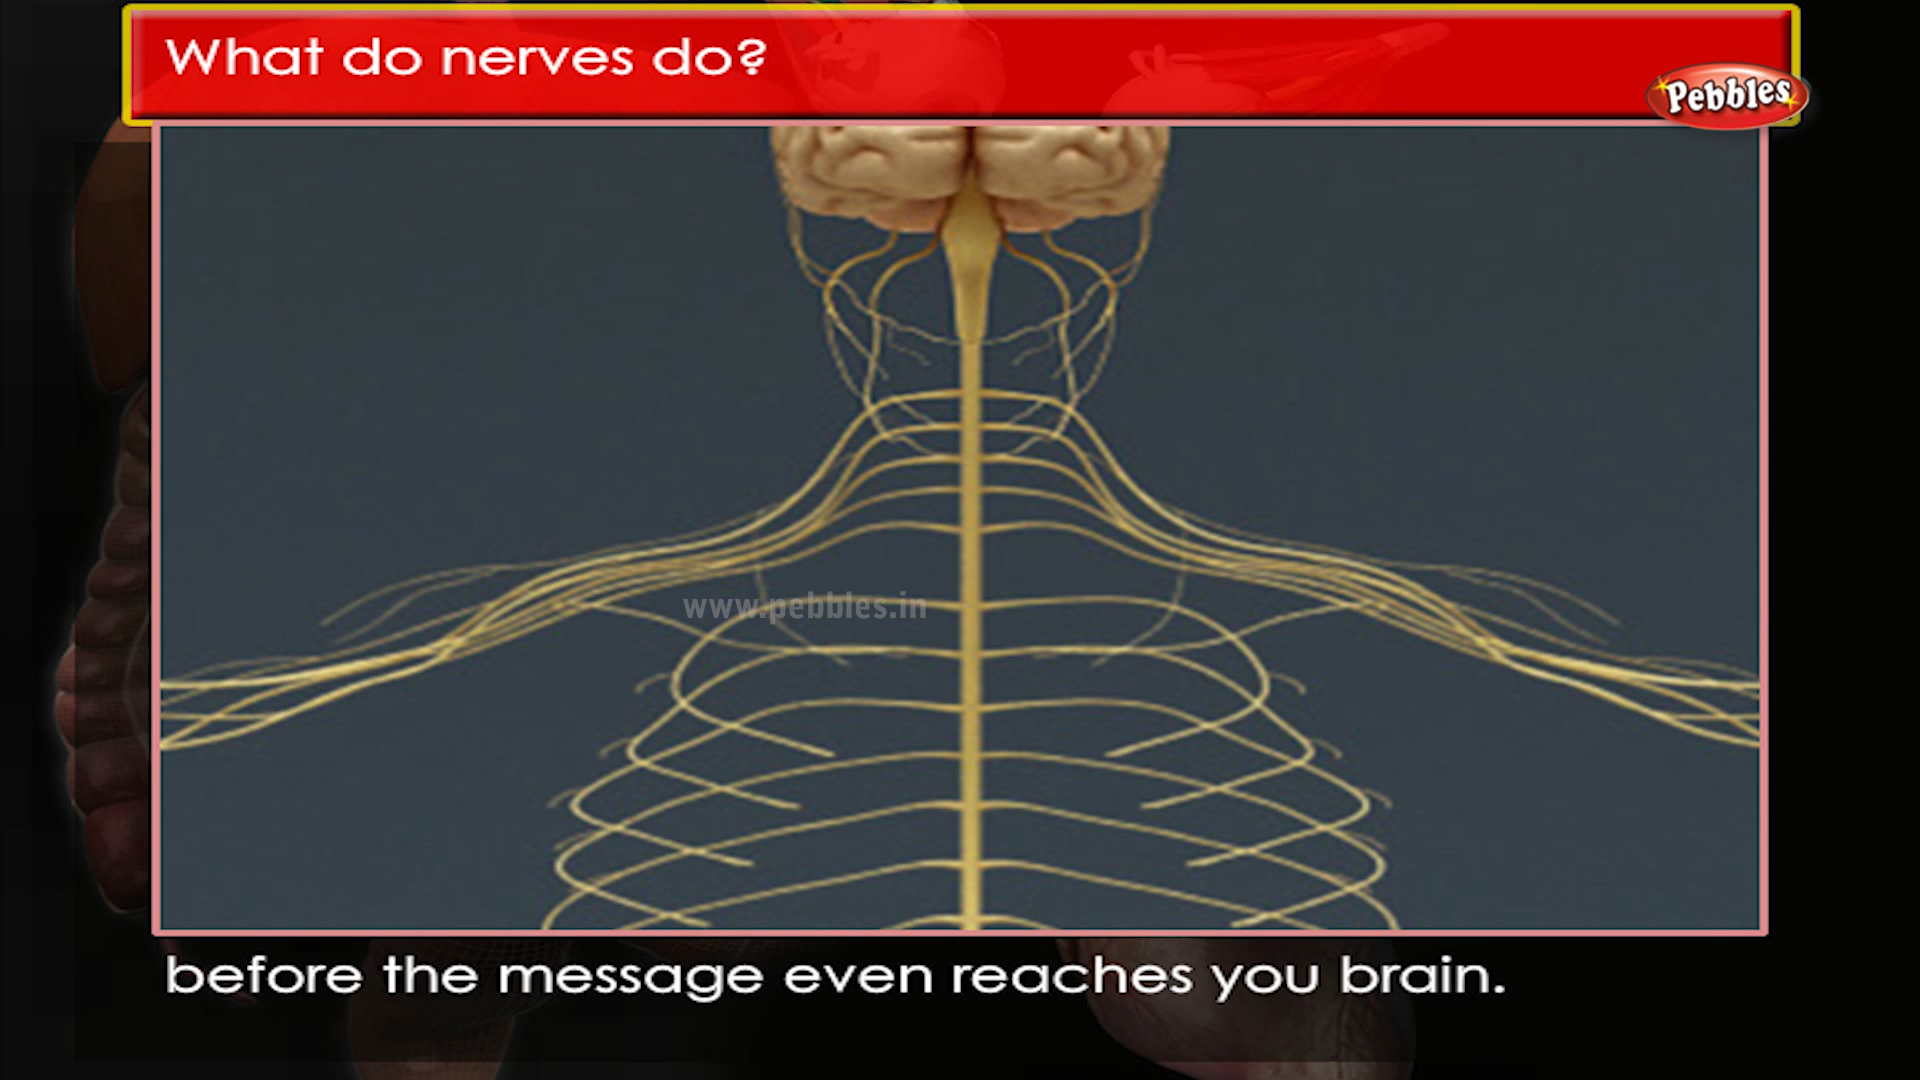 What do nerves do?
Pebbles
www.pebbles.in
before the message even reaches you brain.